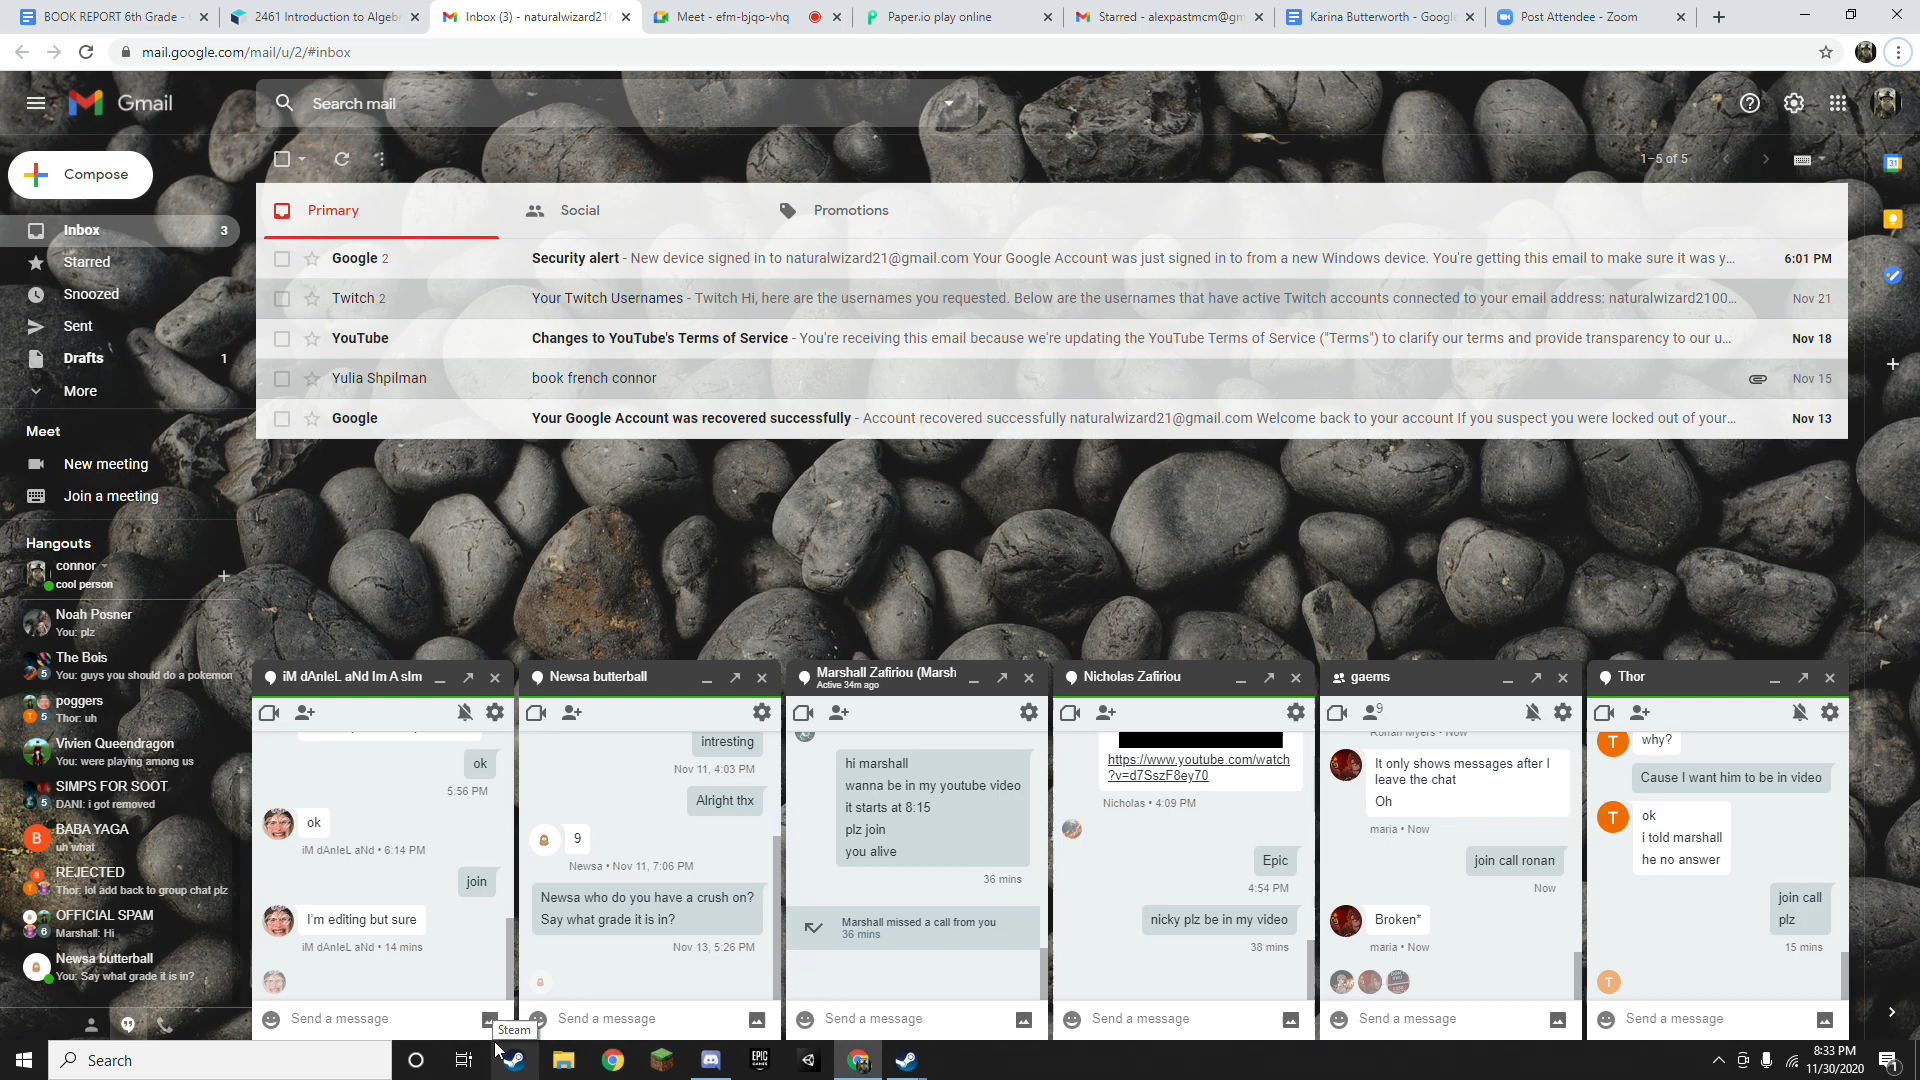 BOOK REPORT 6th Grade -
2461 Introduction to Algebr
Inbox (3) - naturalwizard21
Meet - efm-bjqo-vhq
Paper.io play online
Starred - alexpastmcm@gm
Karina Butterworth - Google
Post Attendee - Zoom
mail.google.com/mail/u/2/#inbox
Gmail
Search mail
Compose
1–5 of 5
31
Primary
Social
Promotions
Inbox 3
Starred
Snoozed
Sent
Drafts 1
More
Google 2 Security alert - New device signed in to naturalwizard21@gmail.com Your Google Account was just signed in to from a new Windows device. You're getting this email to make sure it was y... 6:01 PM
Twitch 2 Your Twitch Usernames - Twitch Hi, here are the usernames you requested. Below are the usernames that have active Twitch accounts connected to your email address: naturalwizard2100... Nov 21
YouTube Changes to YouTube's Terms of Service - You're receiving this email because we're updating the YouTube Terms of Service ("Terms") to clarify our terms and provide transparency to our u... Nov 18
Yulia Shpilman book french connor Nov 15
Google Your Google Account was recovered successfully - Account recovered successfully naturalwizard21@gmail.com Welcome back to your account If you suspect you were locked out of your... Nov 13
Meet
New meeting
Join a meeting
Hangouts
connor
cool person
Noah Posner
You: plz
The Bois
You: guys you should do a pokemon
5
poggers
Thor: uh
T 5
Vivien Queendragon
You: were playing among us
SIMPS FOR SOOT
DANI: i got removed
5
BABA YAGA
uh what
B
REJECTED
Thor: lol add back to group chat plz
B
T
OFFICIAL SPAM
Marshall: Hi
6
Newsa butterball
You: Say what grade it is in?
iM dAnIeL aNd Im A sIm
ok
5:56 PM
ok
iM dAnIeL aNd • 6:14 PM
join
I'm editing but sure
iM dAnIeL aNd • 14 mins
Send a message
Newsa butterball
intresting
Nov 11, 4:03 PM
Alright thx
9
Newsa • Nov 11, 7:06 PM
Newsa who do you have a crush on?
Say what grade it is in?
Nov 13, 5:26 PM
Send a message
Marshall Zafiriou (Marsh
Active 34m ago
hi marshall
wanna be in my youtube video
it starts at 8:15
plz join
you alive
36 mins
Marshall missed a call from you
36 mins
Send a message
Nicholas Zafiriou
https://www.youtube.com/watch
?v=d7SszF8ey70
Nicholas • 4:09 PM
Epic
4:54 PM
nicky plz be in my video
38 mins
Send a message
gaems
9
Ronan Myers • Now
It only shows messages after I
leave the chat
Oh
maria • Now
join call ronan
Now
Broken*
maria • Now
Send a message
Thor
T
why?
Cause I want him to be in video
T
ok
i told marshall
he no answer
join call
plz
15 mins
T
Send a message
Steam
Search
EPIC
GAMES
8:33 PM
11/30/2020
1